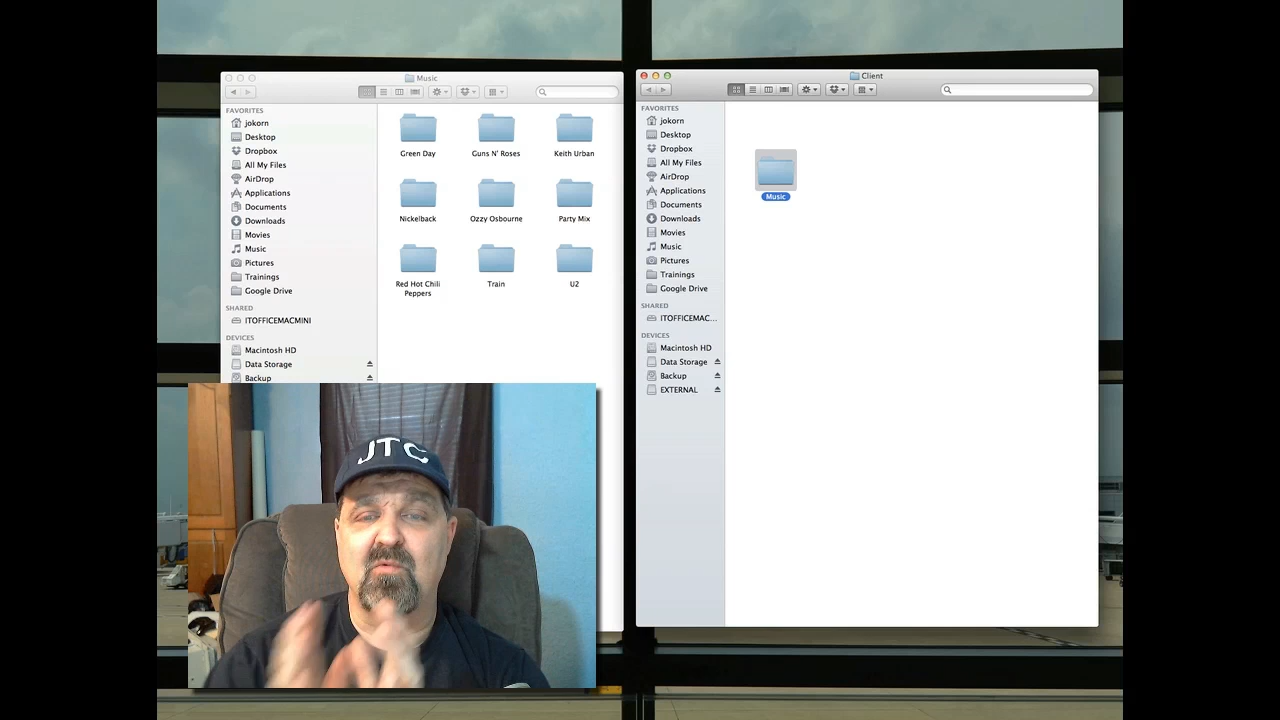 Music
FAVORITES
jokorn
Desktop
Dropbox
All My Files
AirDrop
Applications
Documents
Downloads
Movies
Music
Pictures
Trainings
Google Drive
SHARED
ITOFFICEMACMINI
DEVICES
Macintosh HD
Data Storage
Backup
Green Day
Guns N' Roses
Keith Urban
Nickelback
Ozzy Osbourne
Party Mix
Red Hot Chili
Peppers
Train
U2
Client
FAVORITES
jokorn
Desktop
Dropbox
All My Files
AirDrop
Applications
Documents
Downloads
Movies
Music
Pictures
Trainings
Google Drive
SHARED
ITOFFICEMAC...
DEVICES
Macintosh HD
Data Storage
Backup
EXTERNAL
Music
JTC